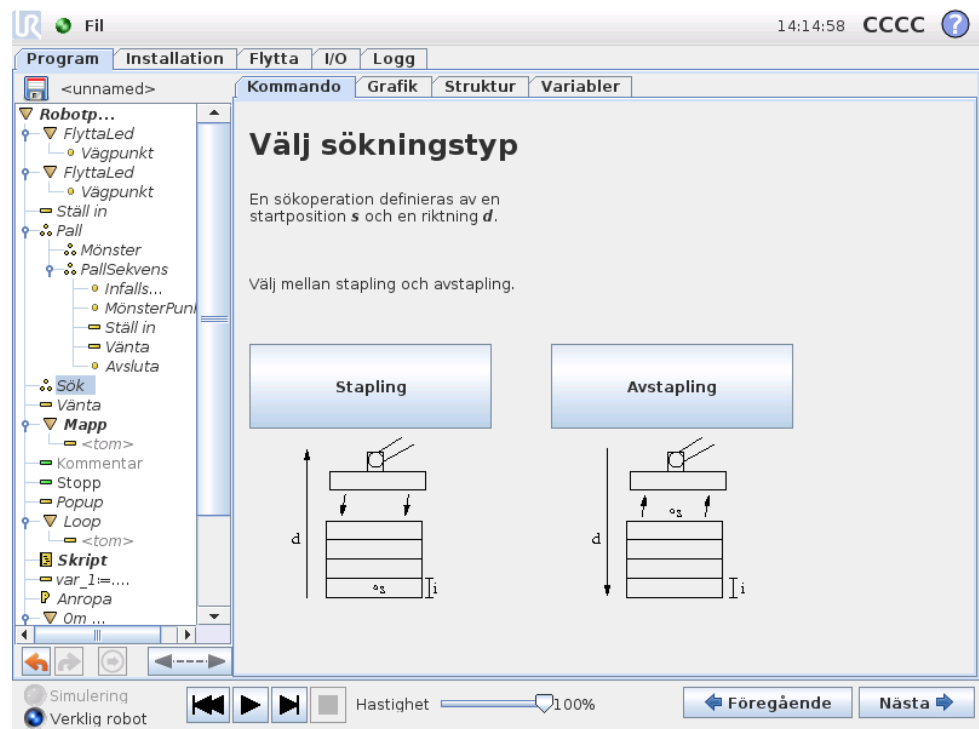 UR Fil 14:14:58 CCCC ?
Program Installation Flytta I/O Logg
<unnamed>
Kommando Grafik Struktur Variabler
Robotp...
FlyttaLed
Vägpunkt
FlyttaLed
Vägpunkt
Ställ in
Pall
Mönster
PallSekvens
Infalls...
MönsterPunk
Ställ in
Vänta
Avsluta
Sök
Vänta
Mapp
<tom>
Kommentar
Stopp
Popup
Loop
<tom>
Skript
var_1:=....
Anropa
Om ...
Välj sökningstyp
En sökoperation definieras av en
startposition s och en riktning d.
Välj mellan stapling och avstapling.
Stapling
Avstapling
d
s
i
d
s
i
Simulering
Verklig robot
Hastighet 100%
Föregående Nästa